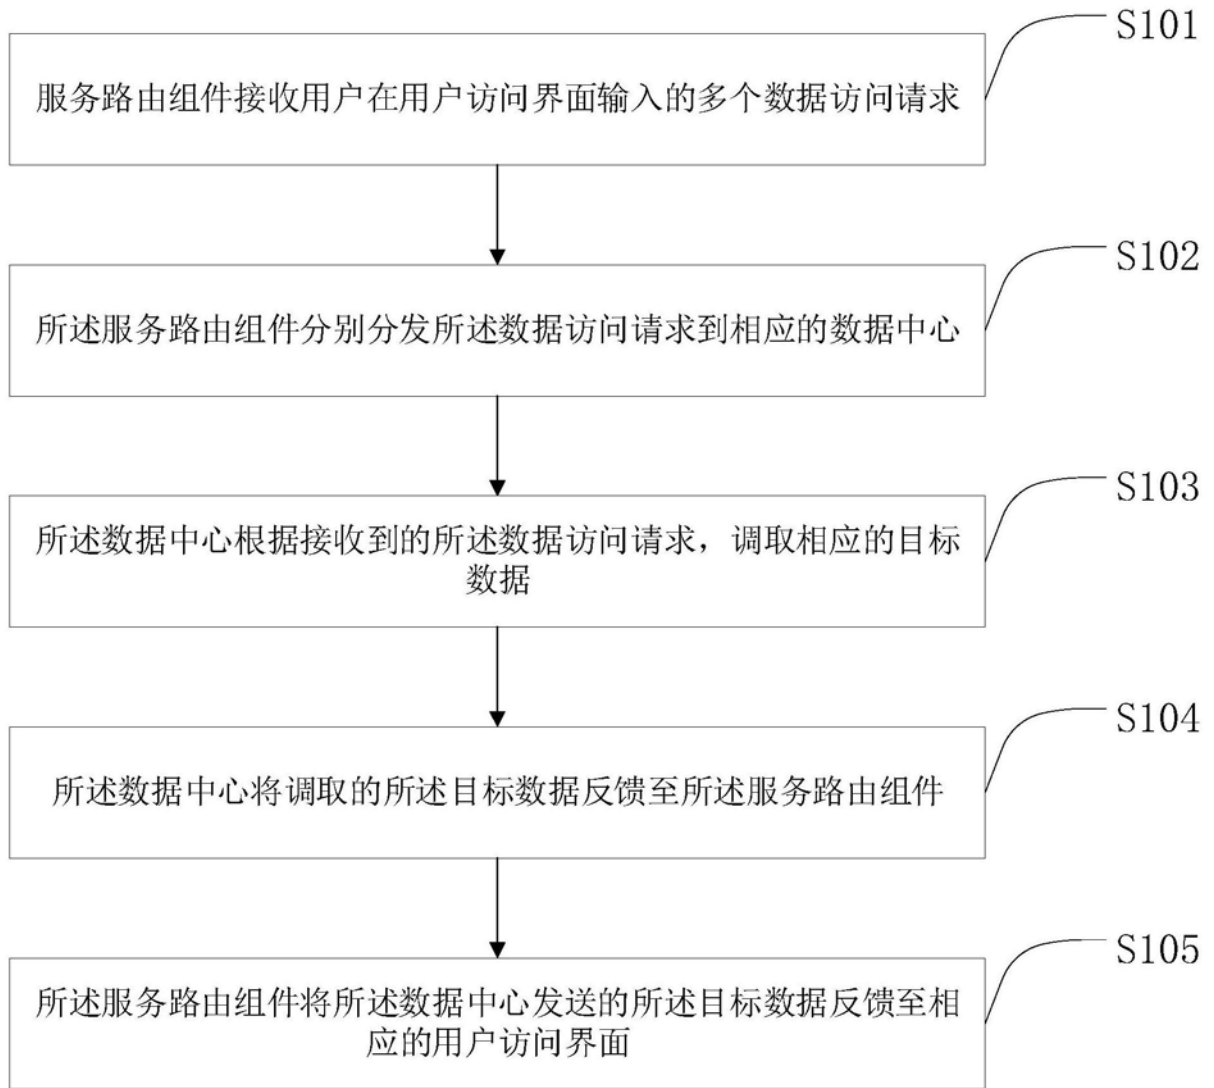 S101
服务路由组件接收用户在用户访问界面输入的多个数据访问请求
S102
所述服务路由组件分别分发所述数据访问请求到相应的数据中心
S103
所述数据中心根据接收到的所述数据访问请求，调取相应的目标
数据
S104
所述数据中心将调取的所述目标数据反馈至所述服务路由组件
S105
所述服务路由组件将所述数据中心发送的所述目标数据反馈至相
应的用户访问界面